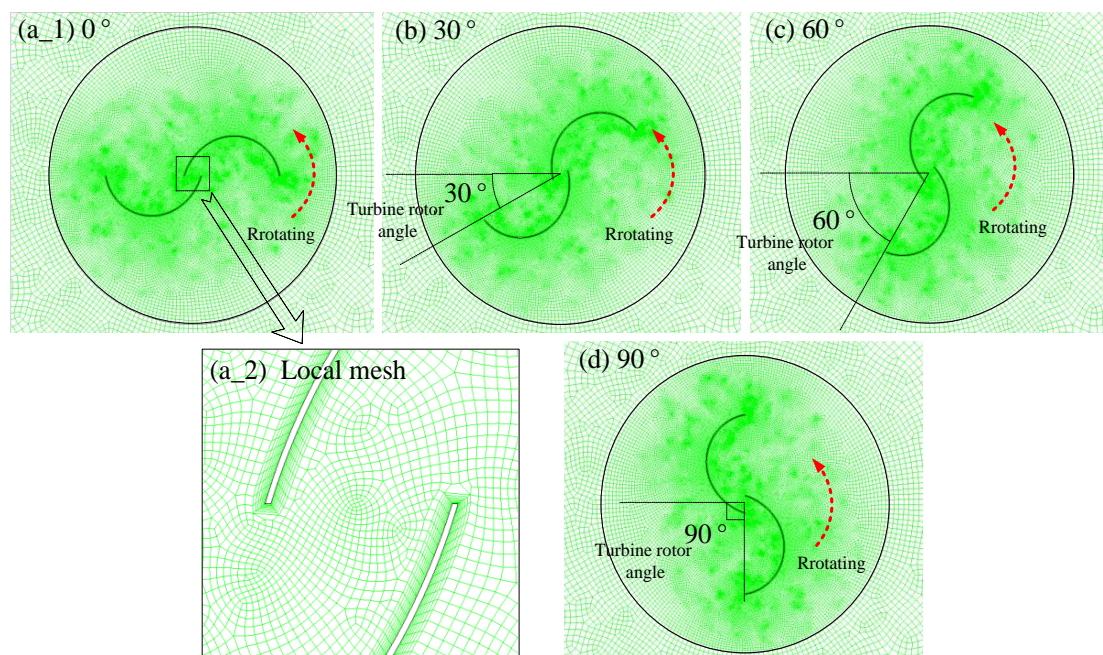 (a_1) 0°
Rrotating
(b) 30°
30°
Turbine rotor
angle
Rrotating
(c) 60°
60°
Turbine rotor
angle
Rrotating
(a_2) Local mesh
(d) 90°
90°
Turbine rotor
angle
Rrotating